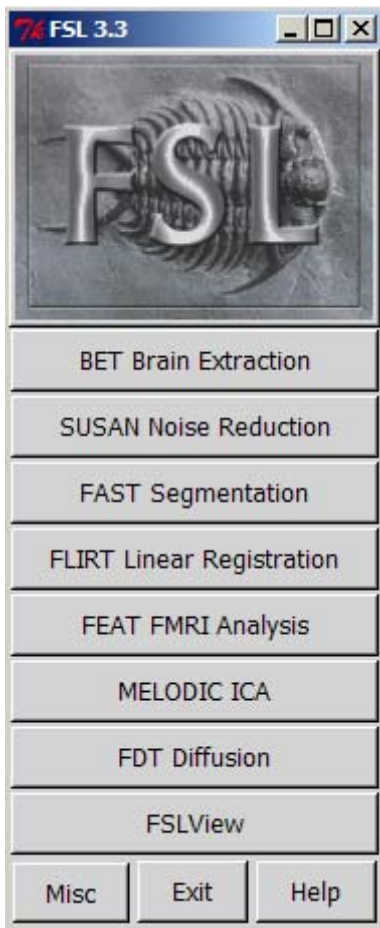 FSL 3.3
FSL
BET Brain Extraction
SUSAN Noise Reduction
FAST Segmentation
FLIRT Linear Registration
FEAT FMRI Analysis
MELODIC ICA
FDT Diffusion
FSLView
Misc Exit Help